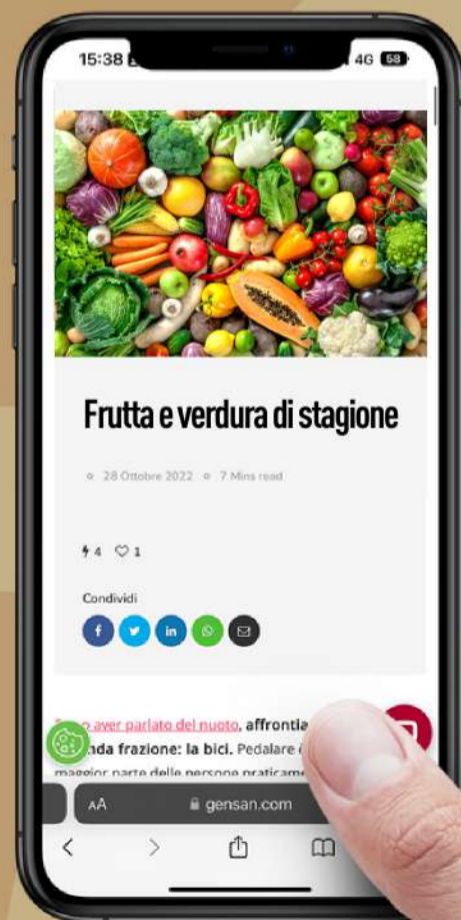 15:38
4G 58
Frutta e verdura di stagione
28 Ottobre 2022 7 Mins read
4 1
Condividi
aver parlato del nuoto, affrontia
nda frazione: la bici. Pedalare
maggior parte delle persone praticame
AA gensan.com